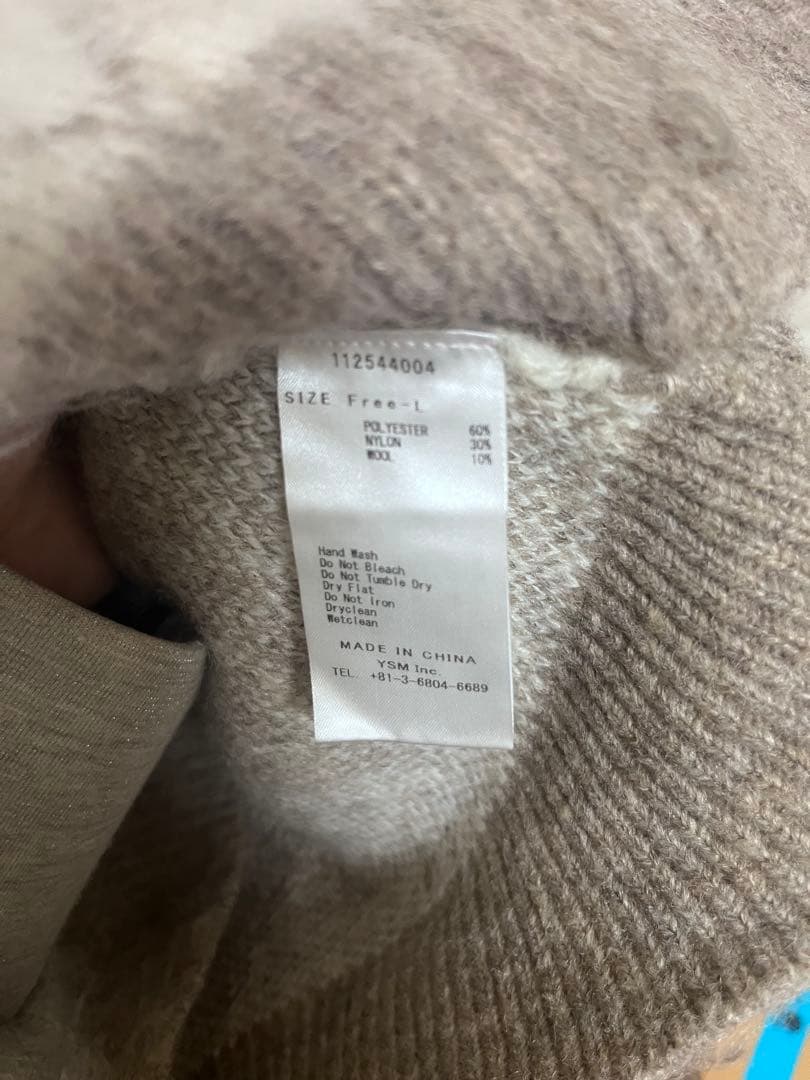 112544004
SIZE Free-L
POLYESTER 60%
NYLON 30%
WOOL 10%
Hand Wash
Do Not Bleach
Do Not Tumble Dry
Dry Flat
Do Not Iron
Dryclean
Wetclean
MADE IN CHINA
YSM Inc.
TEL. +81-3-6804-6689